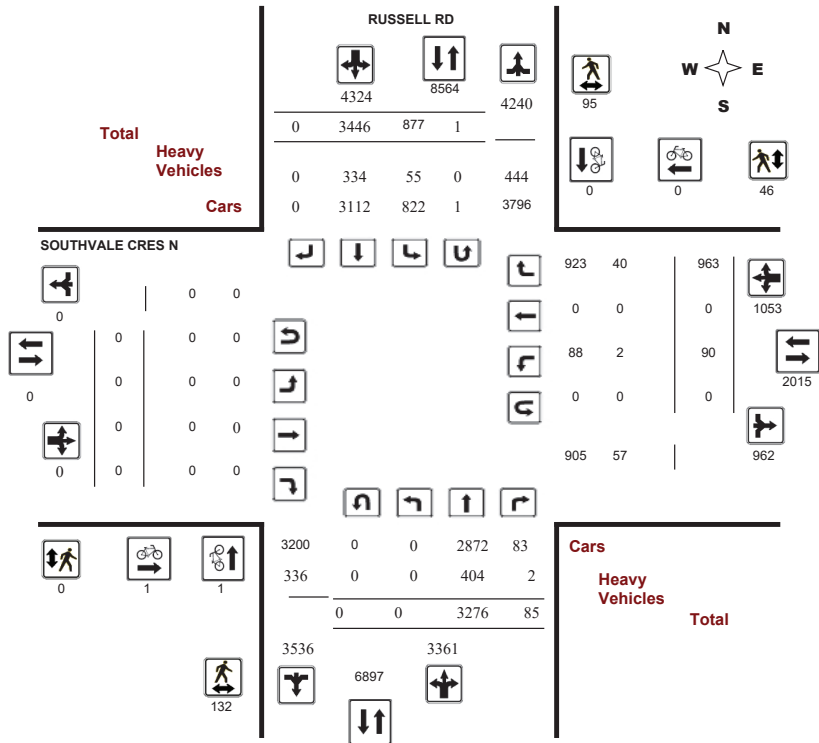 RUSSELL RD
N
W E
S
4324
8564
4240
95
Total
0 3446 877 1
Heavy
Vehicles
0 334 55 0 444
0 0 46
Cars
0 3112 822 1 3796
SOUTHVALE CRES N
923 40 963
0
0 0
1053
0 0 0
0 0 0
88 2 90
2015
0
0 0 0
0 0 0
0 0 0
905 57 962
0
0 0 0
3200 0 0 2872 83
Cars
336 0 0 404 2
Heavy
Vehicles
0 1 1
0 0 3276 85
Total
3536
3361
6897
132